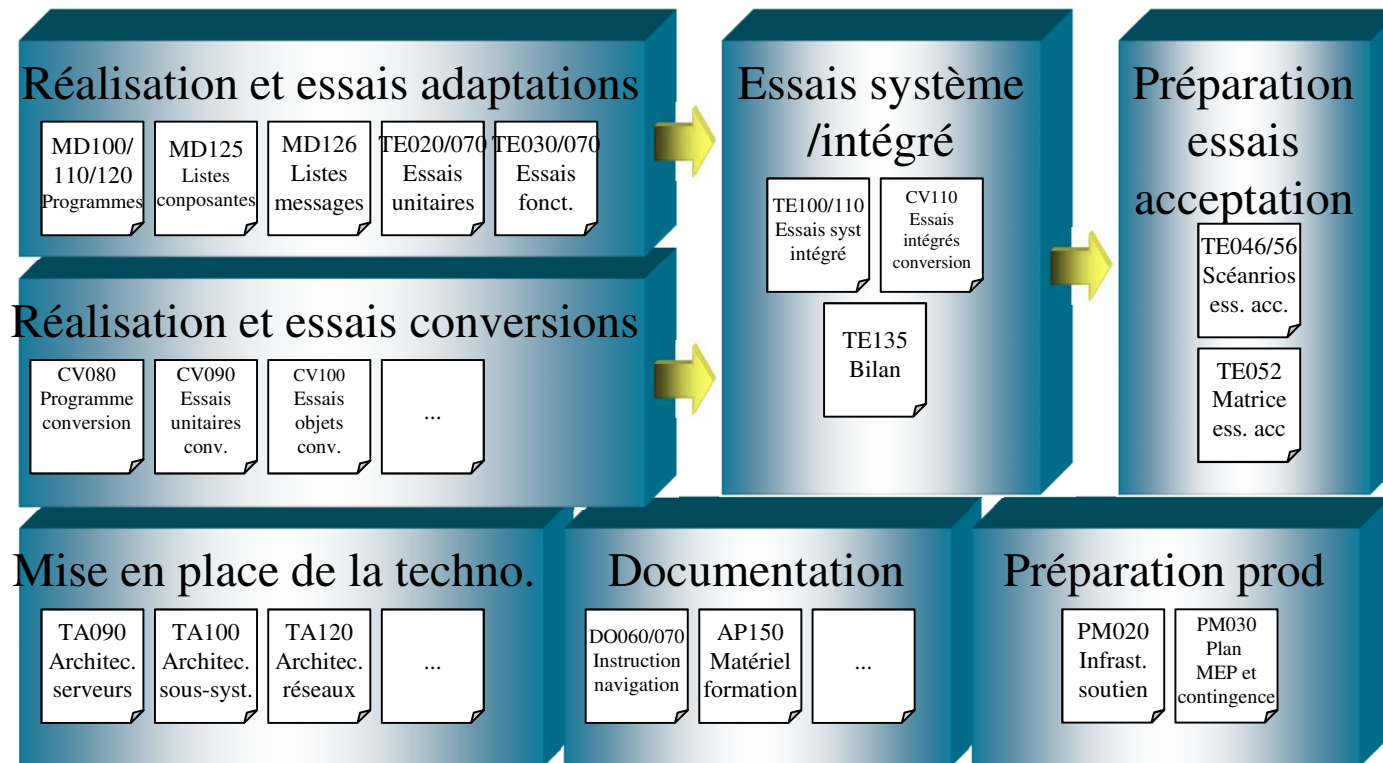 Réalisation et essais adaptations
MD100/
110/120
Programmes
MD125
Listes
conposantes
MD126
Listes
messages
TE020/070
Essais
unitaires
TE030/070
Essais
fonct.
Réalisation et essais conversions
CV080
Programme
conversion
CV090
Essais
unitaires
conv.
CV100
Essais
objets
conv.
...
Essais système
/intégré
TE100/110
Essais syst
intégré
CV110
Essais
intégrés
conversion
TE135
Bilan
Préparation
essais
acceptation
TE046/56
Scéanrios
ess. acc.
TE052
Matrice
ess. acc
Mise en place de la techno.
TA090
Architec.
serveurs
TA100
Architec.
sous-syst.
TA120
Architec.
réseaux
...
Documentation
DO060/070
Instruction
navigation
AP150
Matériel
formation
...
Préparation prod
PM020
Infrast.
soutien
PM030
Plan
MEP et
contingence